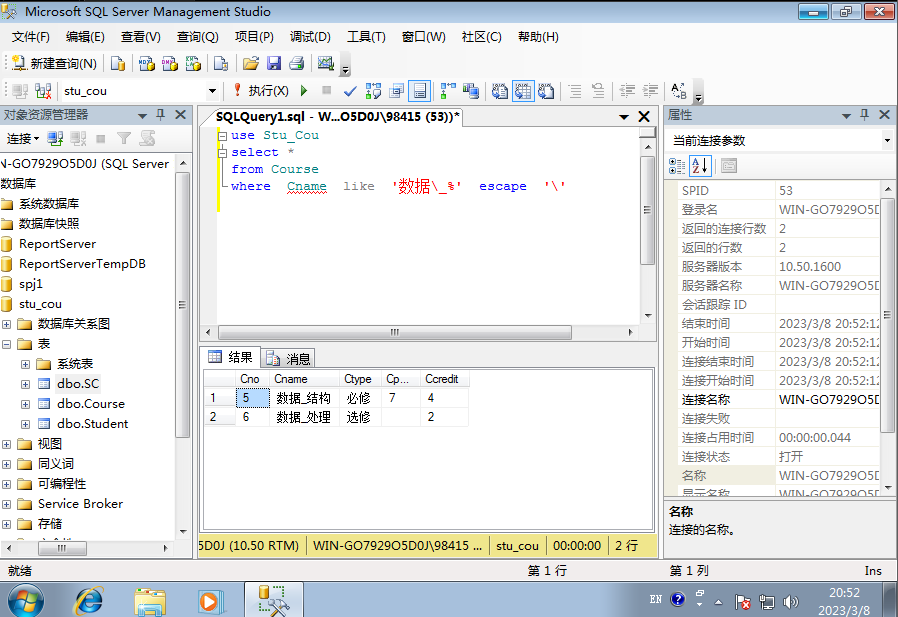 Microsoft SQL Server Management Studio
文件(F) 编辑(E) 查看(V) 查询(Q) 项目(P) 调试(D) 工具(T) 窗口(W) 社区(C) 帮助(H)
新建查询(N)
stu_cou 执行(X)
对象资源管理器
连接
N-GO7929O5D0J (SQL Server
数据库
系统数据库
数据库快照
ReportServer
ReportServerTempDB
spj1
stu_cou
数据库关系图
表
系统表
dbo.SC
dbo.Course
dbo.Student
视图
同义词
可编程性
Service Broker
存储
SQLQuery1.sql - W...O5D0J\98415 (53))*
use Stu_Cou
select *
from Course
where Cname like '数据\_%' escape '\'
结果 消息
Cno Cname Ctype Cp... Ccredit
1 5 数据_结构 必修 7 4
2 6 数据_处理 选修 2
5D0J (10.50 RTM) WIN-GO7929O5D0J\98415 ... stu_cou 00:00:00 2 行
属性
当前连接参数
SPID 53
登录名 WIN-GO7929O5D
返回的连接行数 2
返回的行数 2
服务器版本 10.50.1600
服务器名称 WIN-GO7929O5D
会话跟踪 ID
结束时间 2023/3/8 20:52:12
开始时间 2023/3/8 20:52:12
连接结束时间 2023/3/8 20:52:12
连接开始时间 2023/3/8 20:52:12
连接名称 WIN-GO7929O5D
连接失败
连接占用时间 00:00:00.044
连接状态 打开
名称 WIN-GO7929O5D
显示名称 WIN-GO7929O5D
名称
连接的名称。
就绪 第 1 行 第 1 列 Ins
EN 20:52
2023/3/8